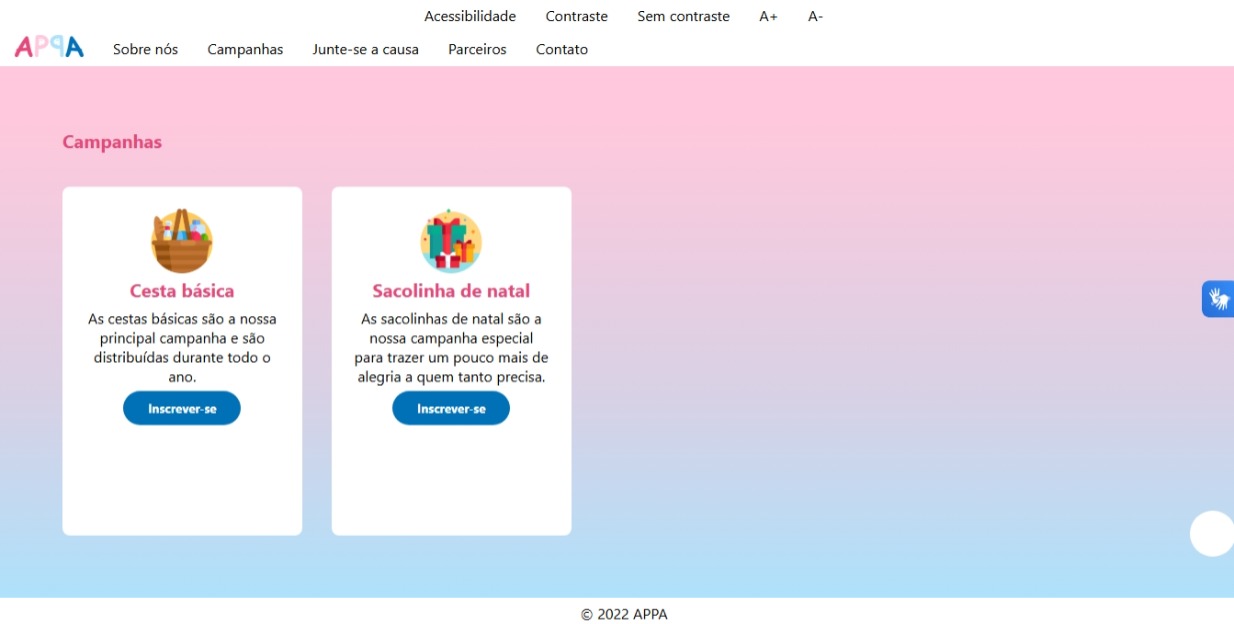 Acessibilidade Contraste Sem contraste A+ A-
APPA Sobre nós Campanhas Junte-se a causa Parceiros Contato
Campanhas
Cesta básica
As cestas básicas são a nossa
principal campanha e são
distribuídas durante todo o
ano.
Inscrever-se
Sacolinha de natal
As sacolinhas de natal são a
nossa campanha especial
para trazer um pouco mais de
alegria a quem tanto precisa.
Inscrever-se
© 2022 APPA